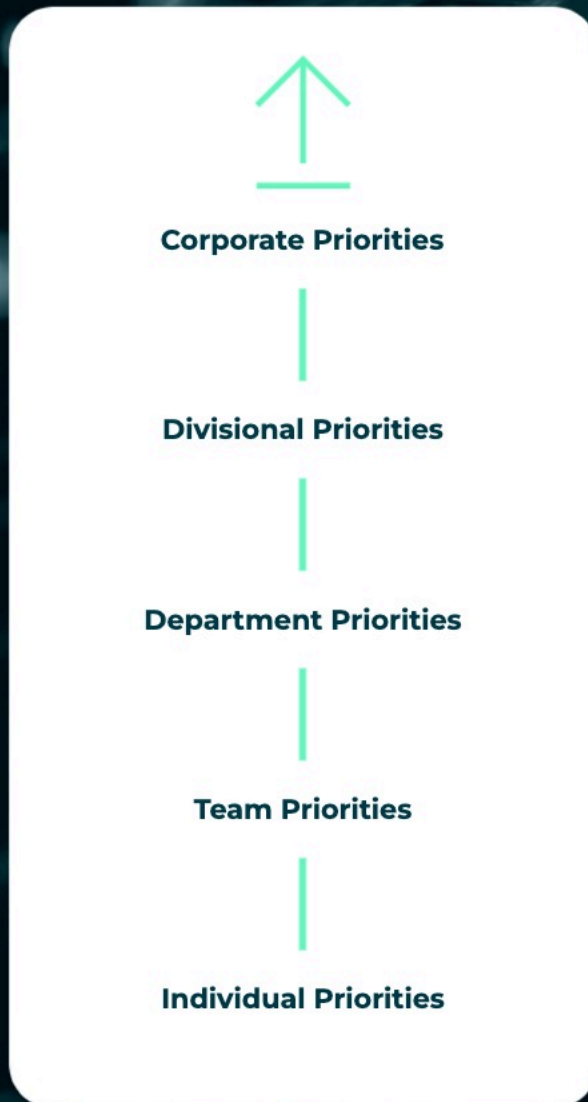 Corporate Priorities
Divisional Priorities
Department Priorities
Team Priorities
Individual Priorities